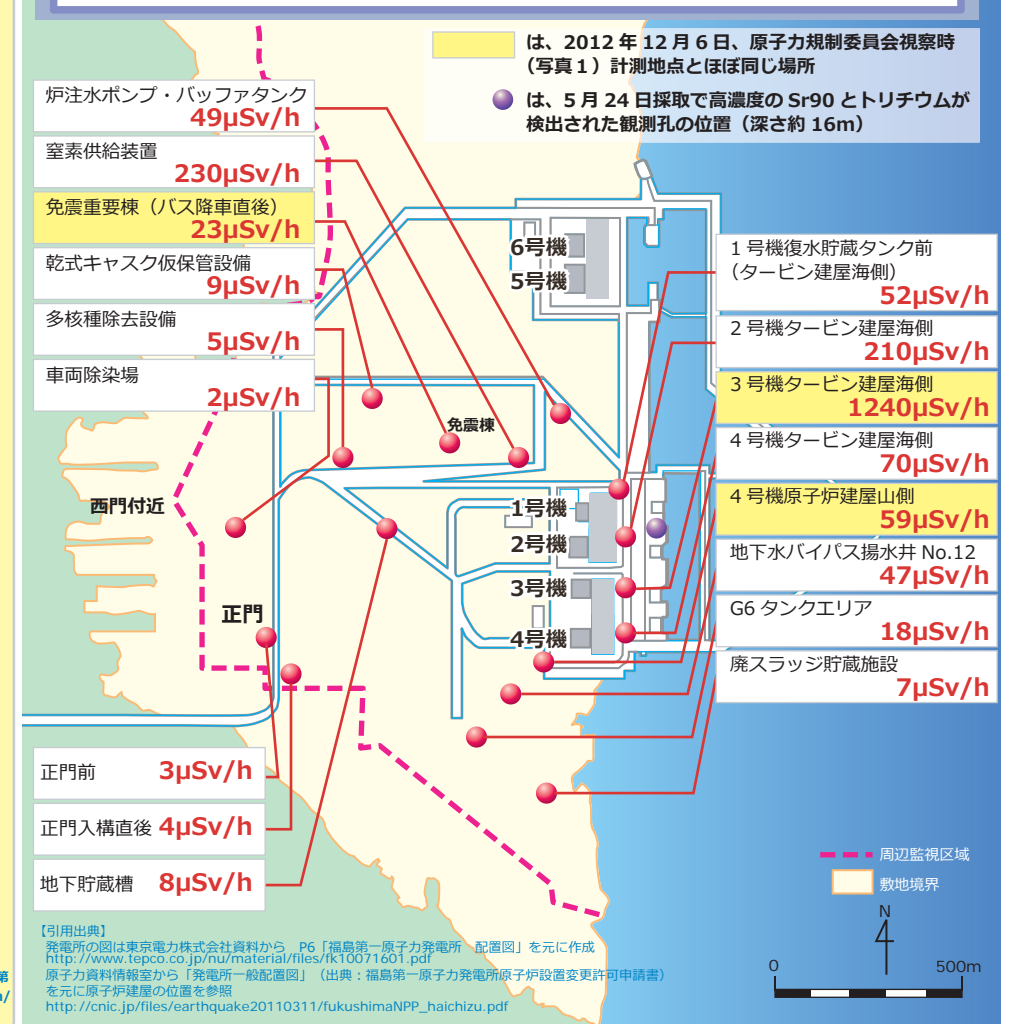 は、2012 年 12 月 6 日、原子力規制委員会視察時
（写真１）計測地点とほぼ同じ場所
は、５月 24 日採取で高濃度の Sr90 とトリチウムが
検出された観測孔の位置（深さ約 16m）
炉注水ポンプ・バッファタンク
49μSv/h
窒素供給装置
230μSv/h
免震重要棟（バス降車直後）
23μSv/h
乾式キャスク仮保管設備
9μSv/h
多核種除去設備
5μSv/h
車両除染場
2μSv/h
6号機
5号機
免震棟
西門付近
1号機
2号機
3号機
4号機
正門
１号機復水貯蔵タンク前
（タービン建屋海側）
52μSv/h
２号機タービン建屋海側
210μSv/h
３号機タービン建屋海側
1240μSv/h
４号機タービン建屋海側
70μSv/h
４号機原子炉建屋山側
59μSv/h
地下水バイパス揚水井 No.12
47μSv/h
G6 タンクエリア
18μSv/h
廃スラッジ貯蔵施設
7μSv/h
正門前 3μSv/h
正門入構直後 4μSv/h
地下貯蔵槽 8μSv/h
周辺監視区域
敷地境界
N
0 500m
【引用出典】
発電所の図は東京電力株式会社資料から　P6「福島第一原子力発電所　配置図」を元に作成
http://www.tepco.co.jp/nu/material/files/fk10071601.pdf
原子力資料情報室から「発電所一般配置図」（出典：福島第一原子力発電所原子炉設置変更許可申請書）
を元に原子炉建屋の位置を参照
http://cnic.jp/files/earthquake20110311/fukushimaNPP_haichizu.pdf
第
/